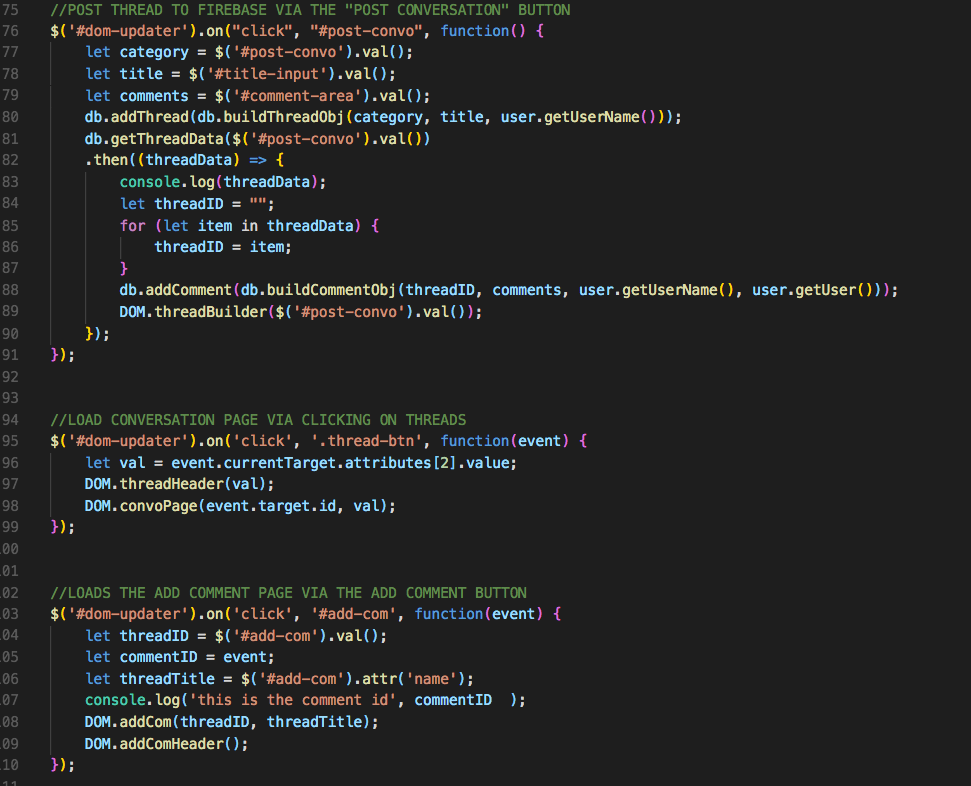 75 //POST THREAD TO FIREBASE VIA THE "POST CONVERSATION" BUTTON
76 $('#dom-updater').on("click", "#post-convo", function() {
77     let category = $('#post-convo').val();
78     let title = $('#title-input').val();
79     let comments = $('#comment-area').val();
80     db.addThread(db.buildThreadObj(category, title, user.getUserName()));
81     db.getThreadData($('#post-convo').val())
82     .then((threadData) => {
83         console.log(threadData);
84         let threadID = "";
85         for (let item in threadData) {
86             threadID = item;
87         }
88         db.addComment(db.buildCommentObj(threadID, comments, user.getUserName(), user.getUser()));
89         DOM.threadBuilder($('#post-convo').val());
90     });
91 });
92
93
94 //LOAD CONVERSATION PAGE VIA CLICKING ON THREADS
95 $('#dom-updater').on('click', '.thread-btn', function(event) {
96     let val = event.currentTarget.attributes[2].value;
97     DOM.threadHeader(val);
98     DOM.convoPage(event.target.id, val);
99 });
00
01
02 //LOADS THE ADD COMMENT PAGE VIA THE ADD COMMENT BUTTON
03 $('#dom-updater').on('click', '#add-com', function(event) {
04     let threadID = $('#add-com').val();
05     let commentID = event;
06     let threadTitle = $('#add-com').attr('name');
07     console.log('this is the comment id', commentID  );
08     DOM.addCom(threadID, threadTitle);
09     DOM.addComHeader();
10 });